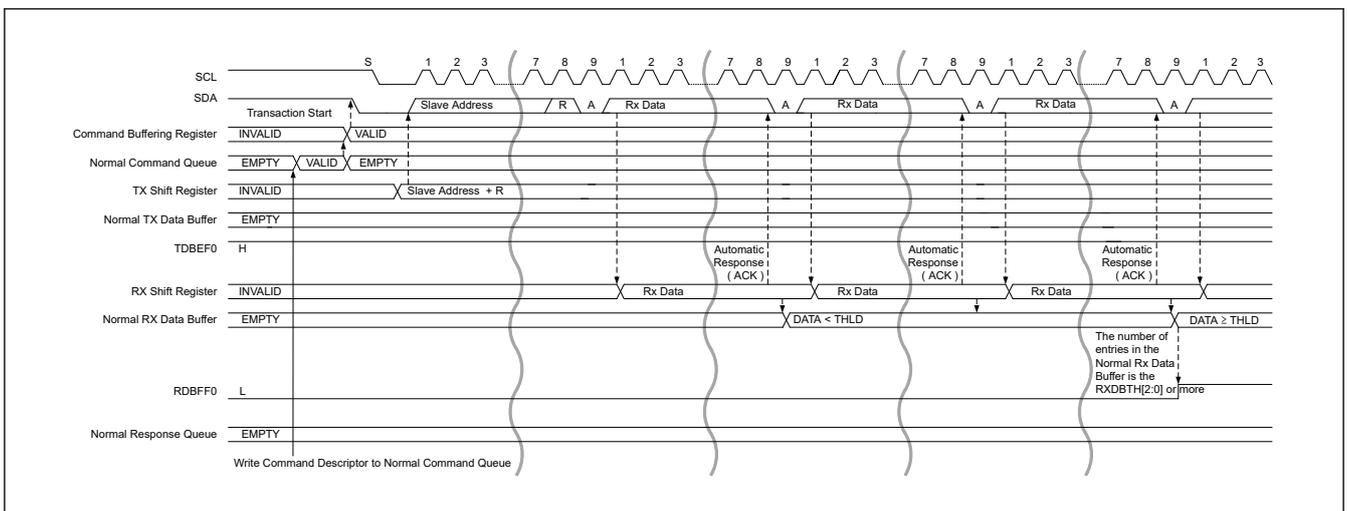 S 1 2 3 7 8 9 1 2 3 7 8 9 1 2 3 7 8 9 1 2 3 7 8 9 1 2 3
SCL
SDA Slave Address R A Rx Data A Rx Data A Rx Data A
Transaction Start
Command Buffering Register INVALID VALID
Normal Command Queue EMPTY VALID EMPTY
TX Shift Register INVALID Slave Address + R
Normal TX Data Buffer EMPTY
TDBEF0 H
Automatic Response ( ACK )
Automatic Response ( ACK )
Automatic Response ( ACK )
RX Shift Register INVALID Rx Data Rx Data Rx Data
Normal RX Data Buffer EMPTY DATA < THLD DATA ≥ THLD
The number of
entries in the
Normal Rx Data
Buffer is the
RXDBTH[2:0] or more
RDBFF0 L
Normal Response Queue EMPTY
Write Command Descriptor to Normal Command Queue